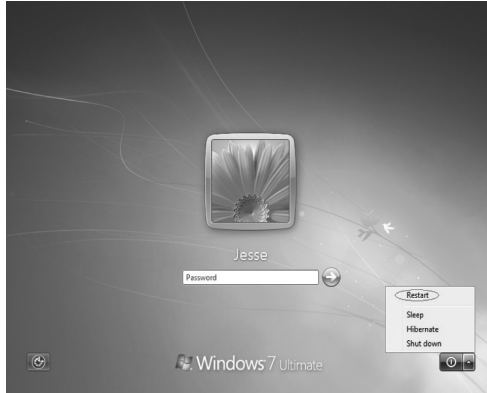 Jesse
Password
Restart
Sleep
Hibernate
Shut down
Windows 7 Ultimate